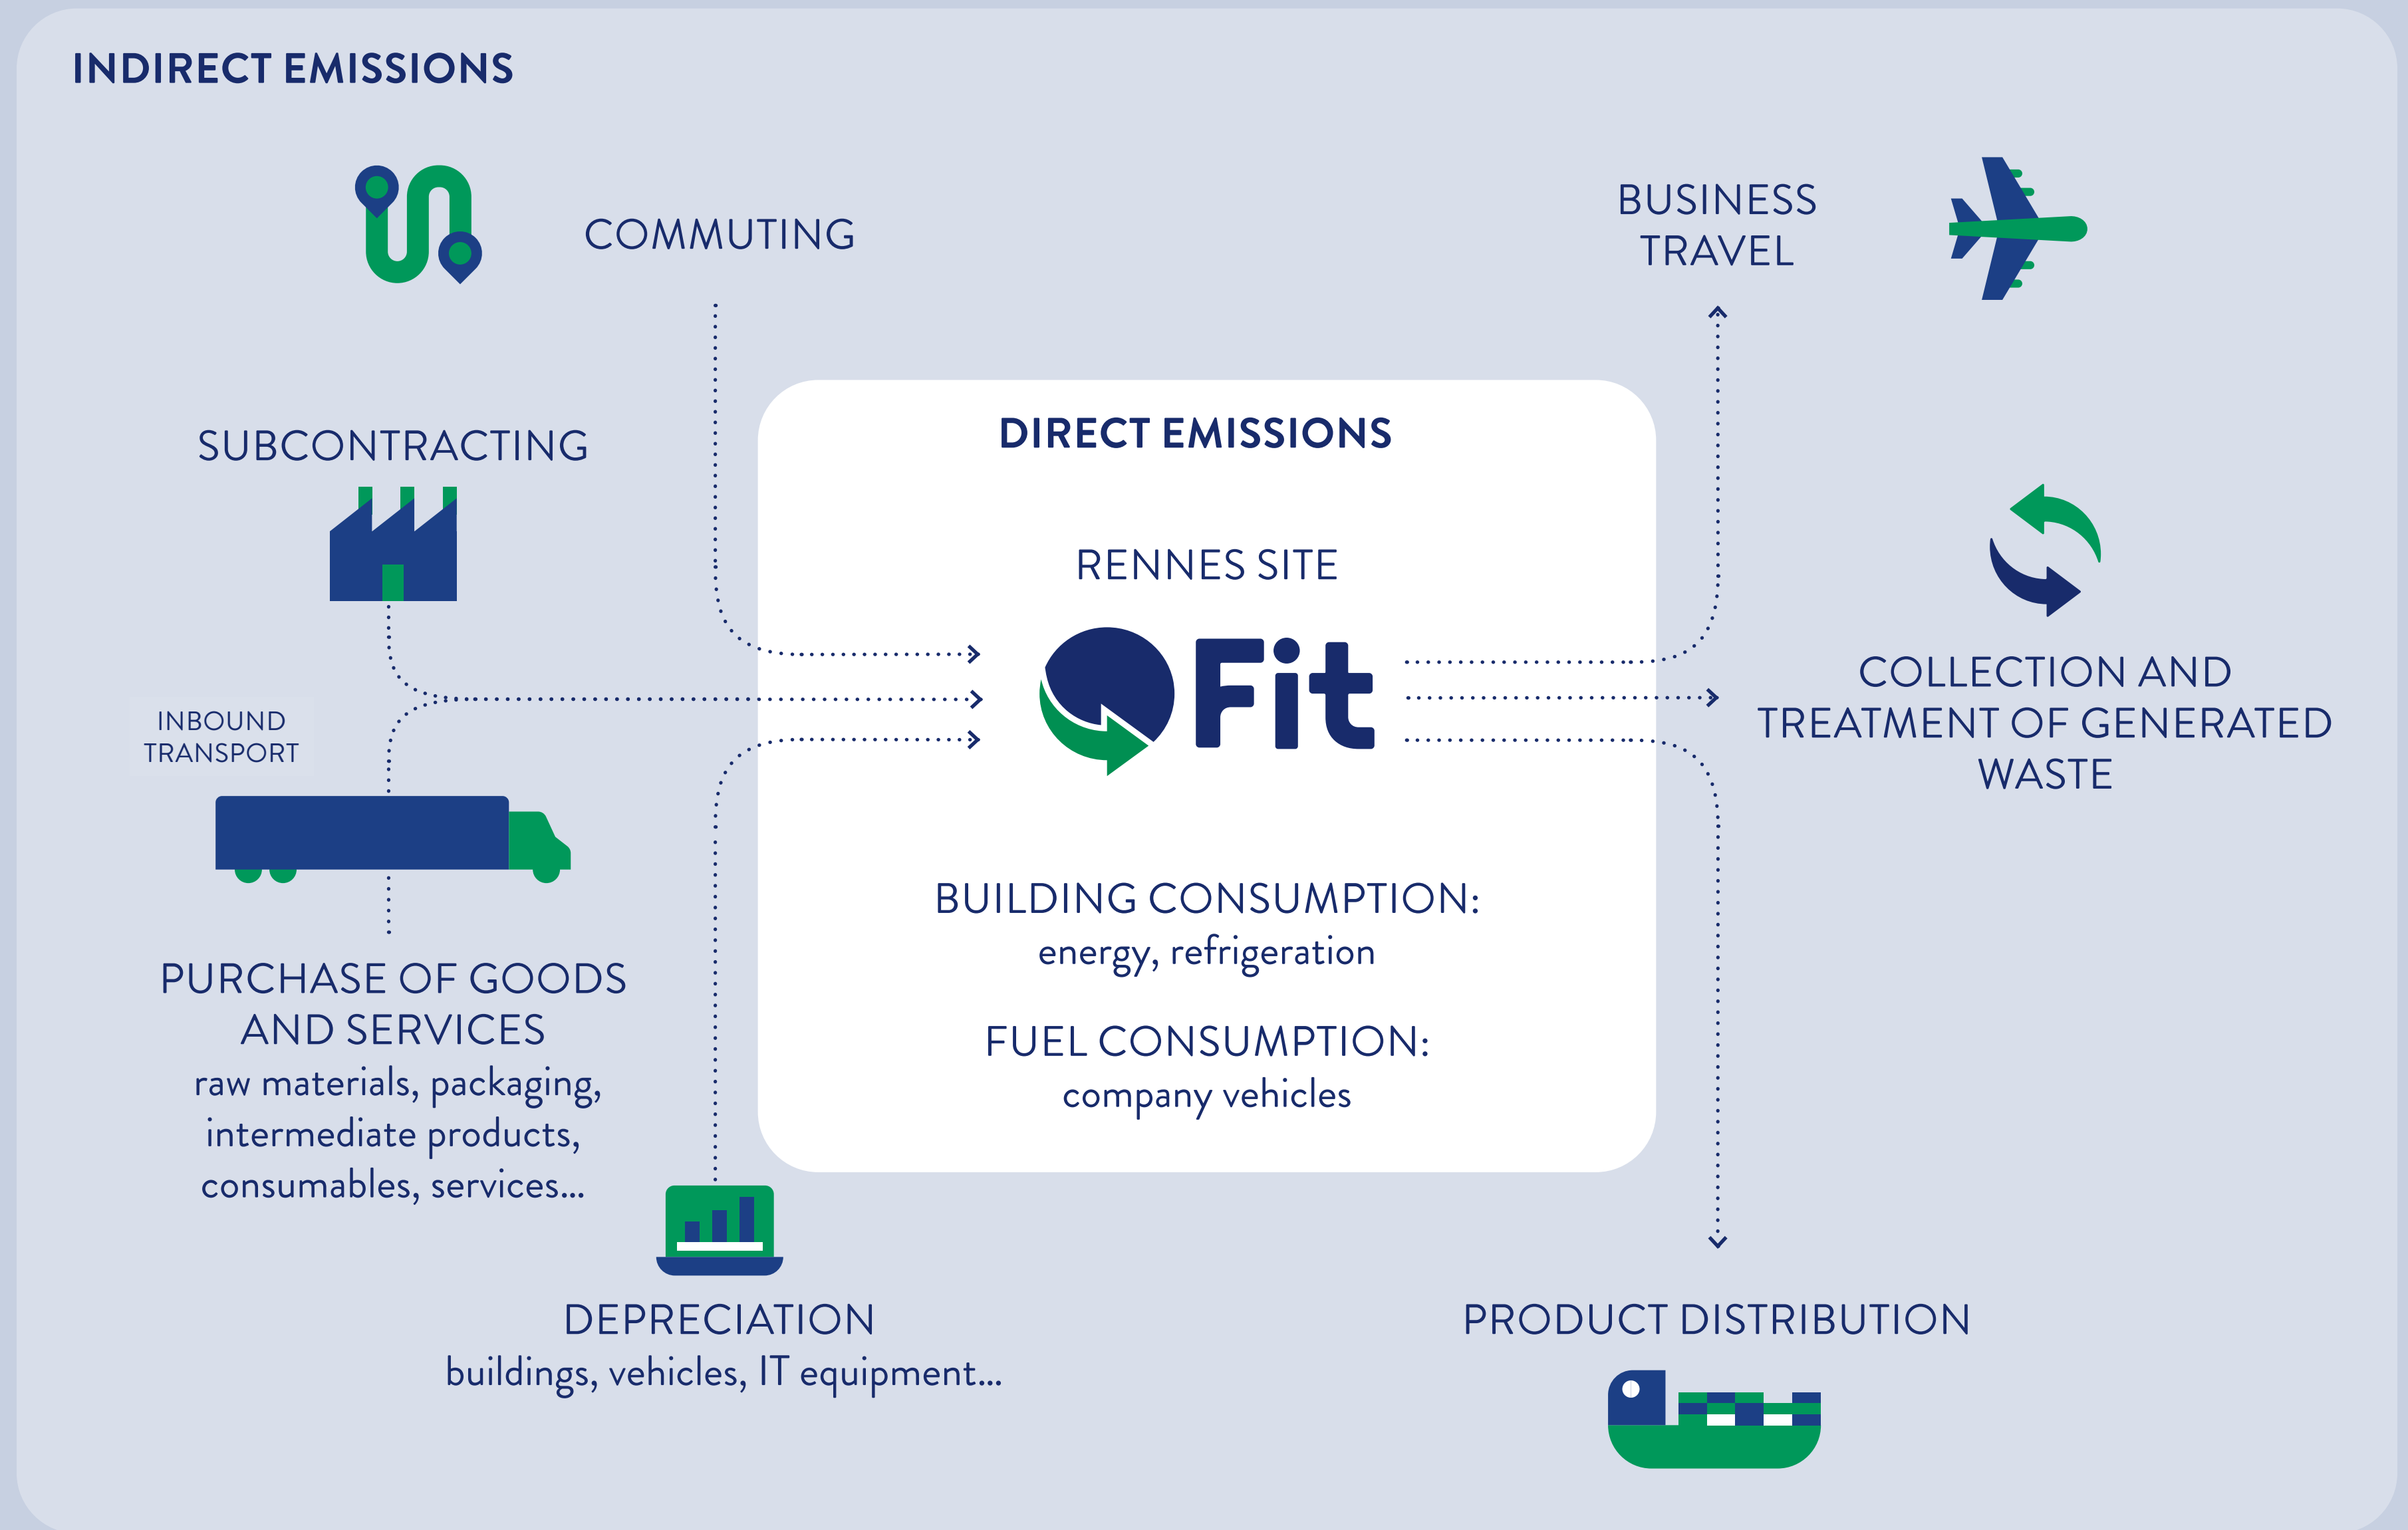 INDIRECT EMISSIONS
COMMUTING
BUSINESS
TRAVEL
SUBCONTRACTING
INBOUND
TRANSPORT
PURCHASE OF GOODS
AND SERVICES
raw materials, packaging,
intermediate products,
consumables, services...
DEPRECIATION
buildings, vehicles, IT equipment...
DIRECT EMISSIONS
RENNES SITE
Fit
BUILDING CONSUMPTION:
energy, refrigeration
FUEL CONSUMPTION:
company vehicles
COLLECTION AND
TREATMENT OF GENERATED
WASTE
PRODUCT DISTRIBUTION